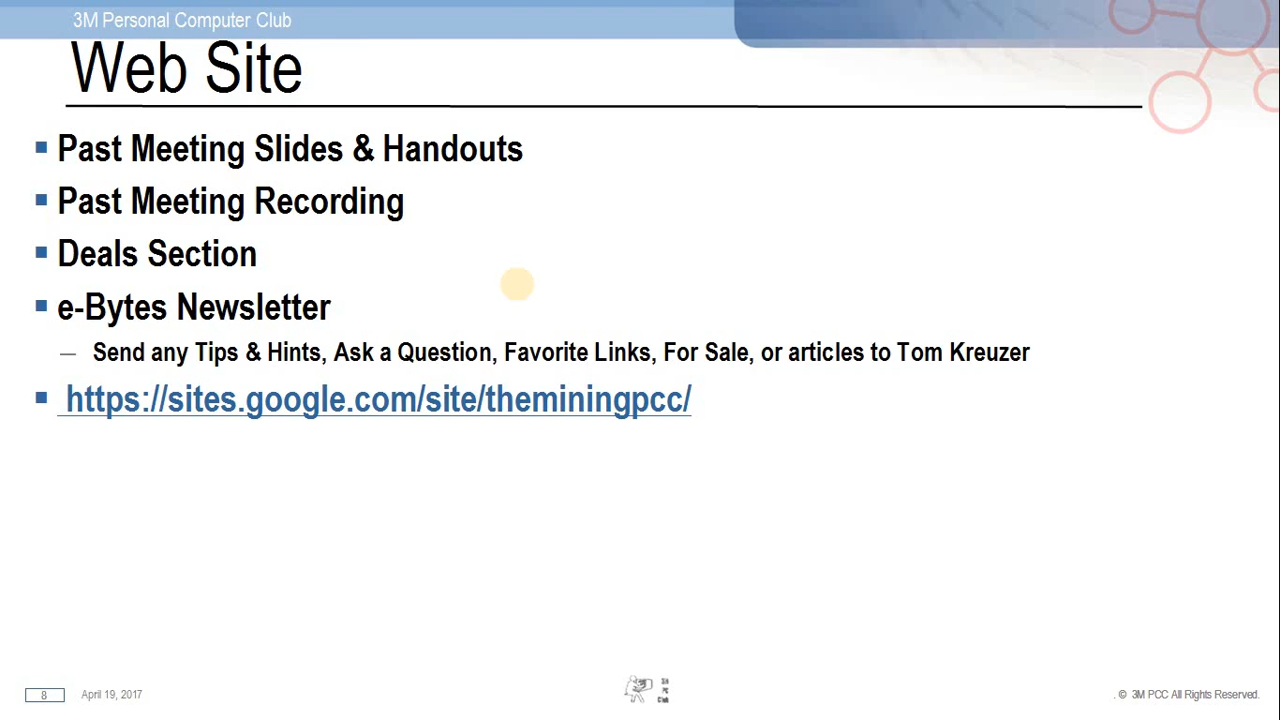 3M Personal Computer Club
Web Site
Past Meeting Slides & Handouts
Past Meeting Recording
Deals Section
e-Bytes Newsletter
— Send any Tips & Hints, Ask a Question, Favorite Links, For Sale, or articles to Tom Kreuzer
https://sites.google.com/site/theminingpcc/
8 April 19, 2017
. © 3M PCC All Rights Reserved.